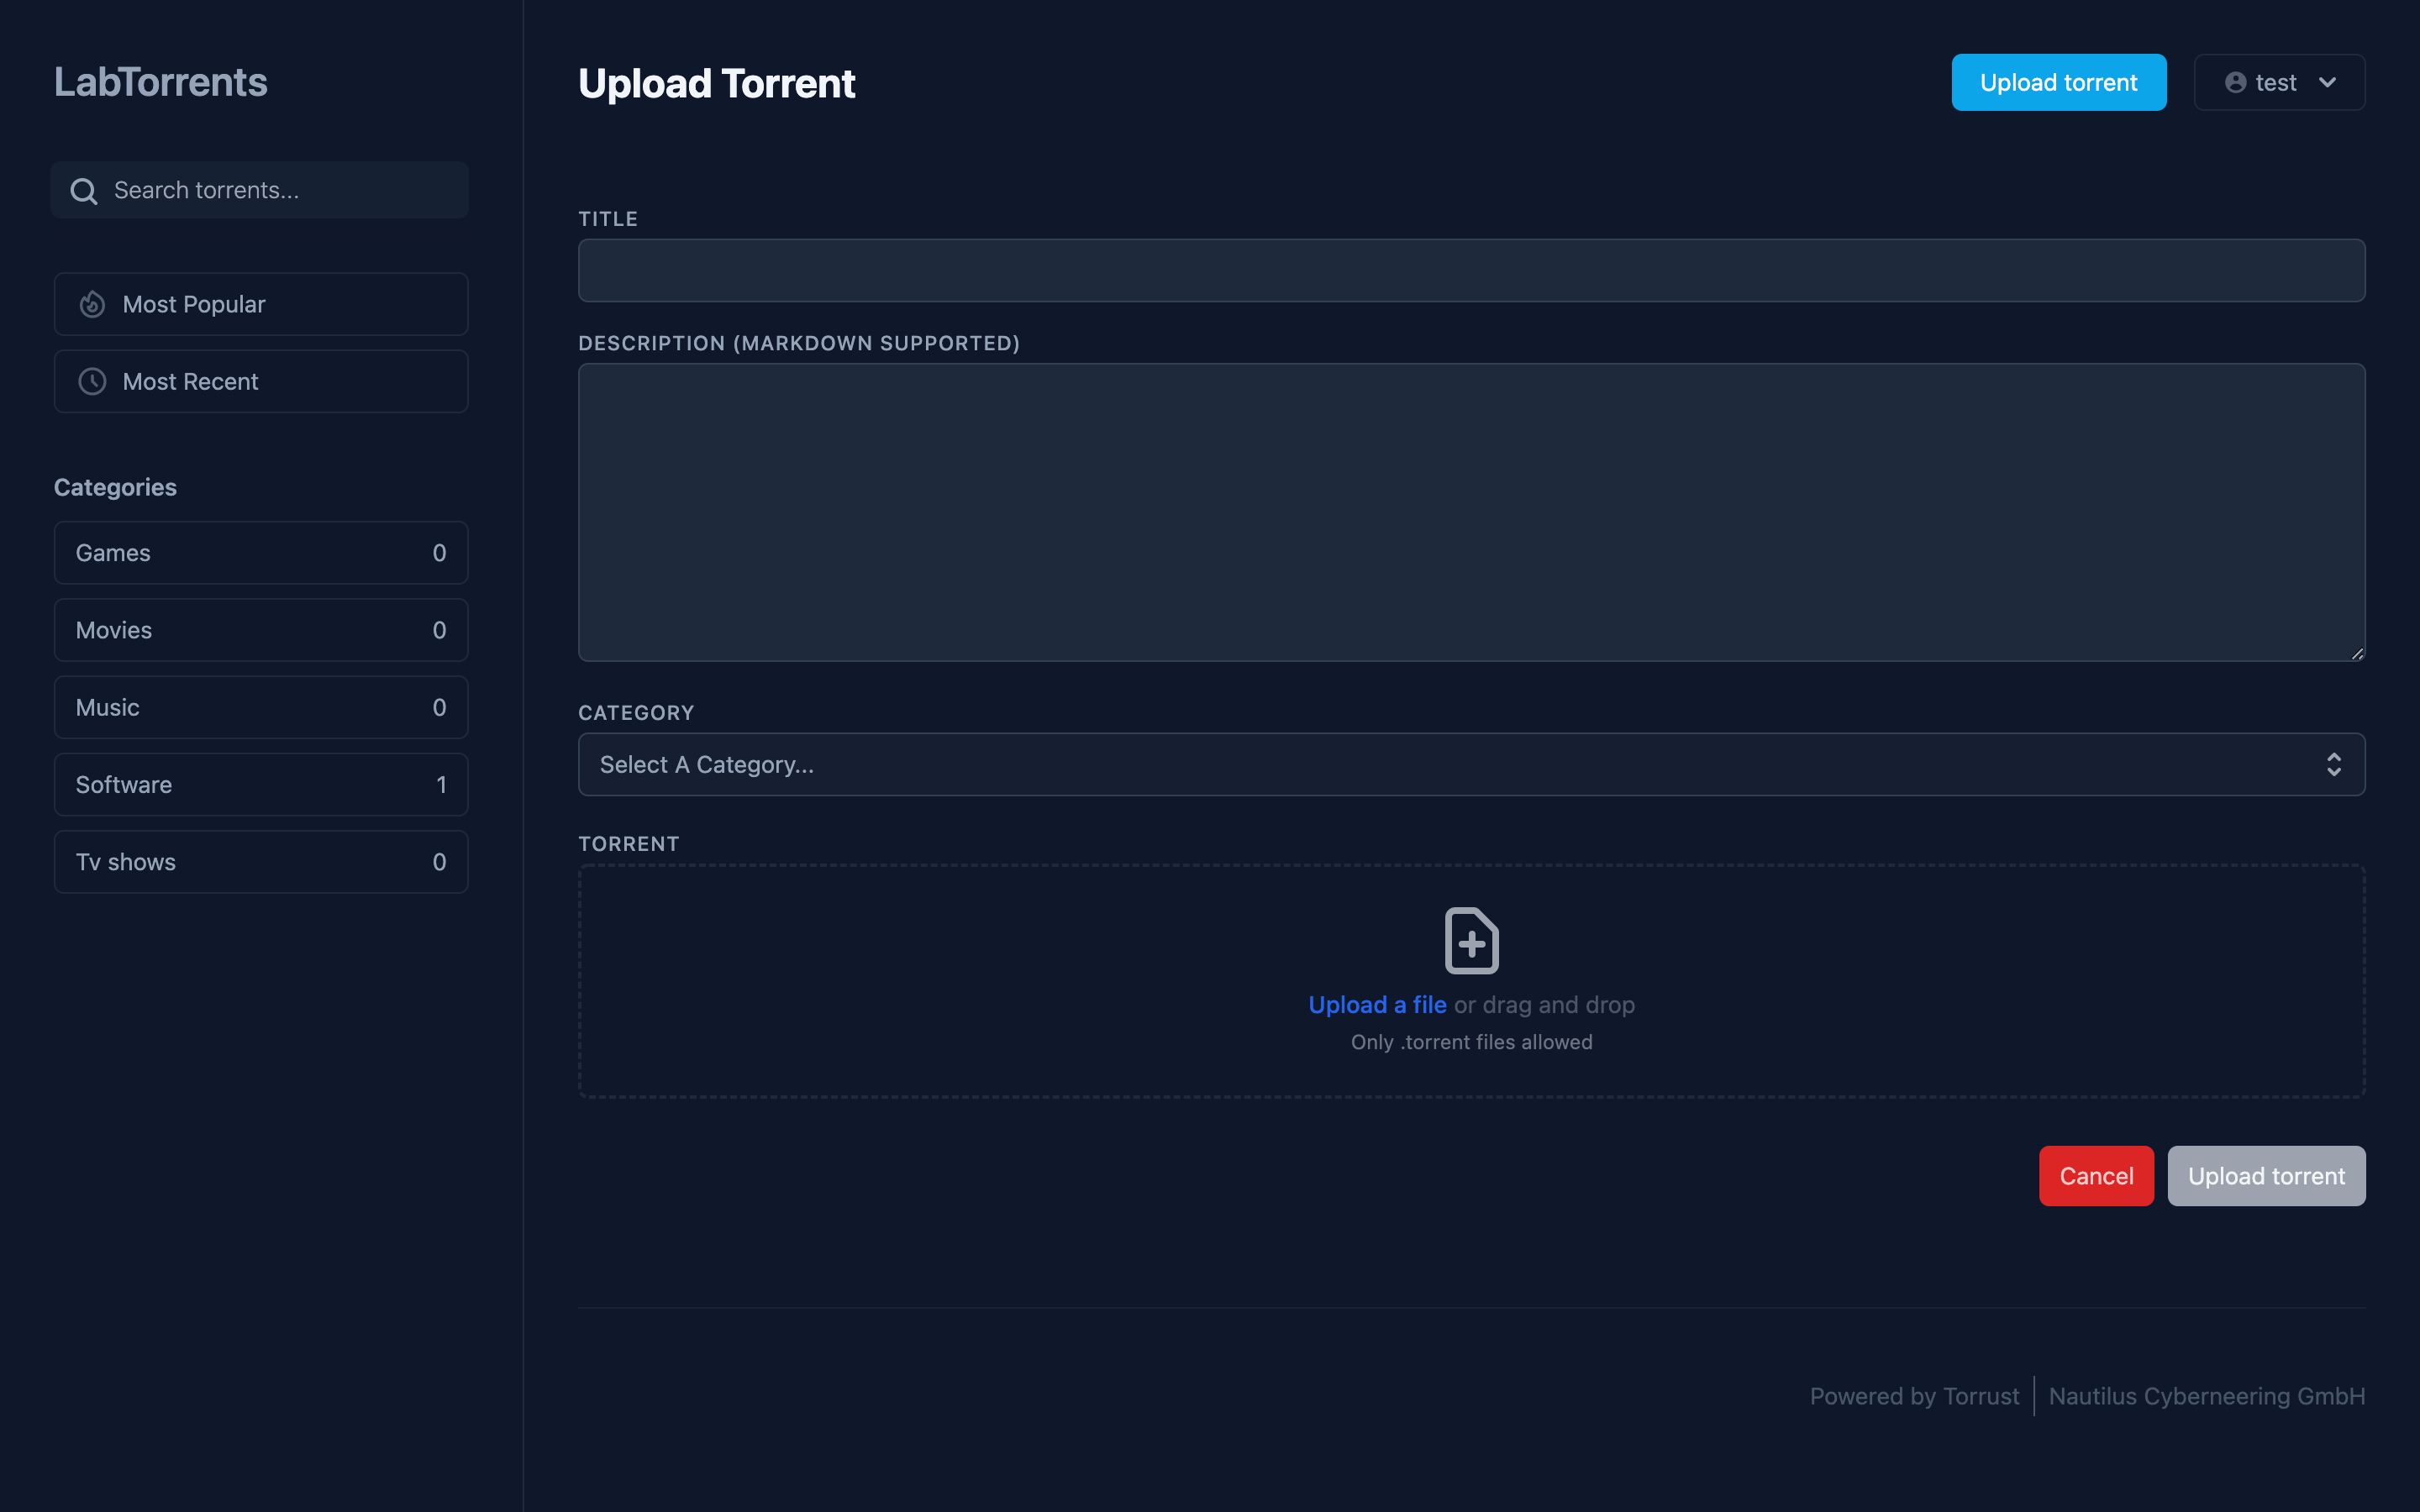 LabTorrents
Search torrents...
Most Popular
Most Recent
Categories
Games 0
Movies 0
Music 0
Software 1
Tv shows 0
Upload Torrent
Upload torrent
test
TITLE
DESCRIPTION (MARKDOWN SUPPORTED)
CATEGORY
Select A Category...
TORRENT
Upload a file or drag and drop
Only .torrent files allowed
Cancel
Upload torrent
Powered by Torrust
Nautilus Cyberneering GmbH